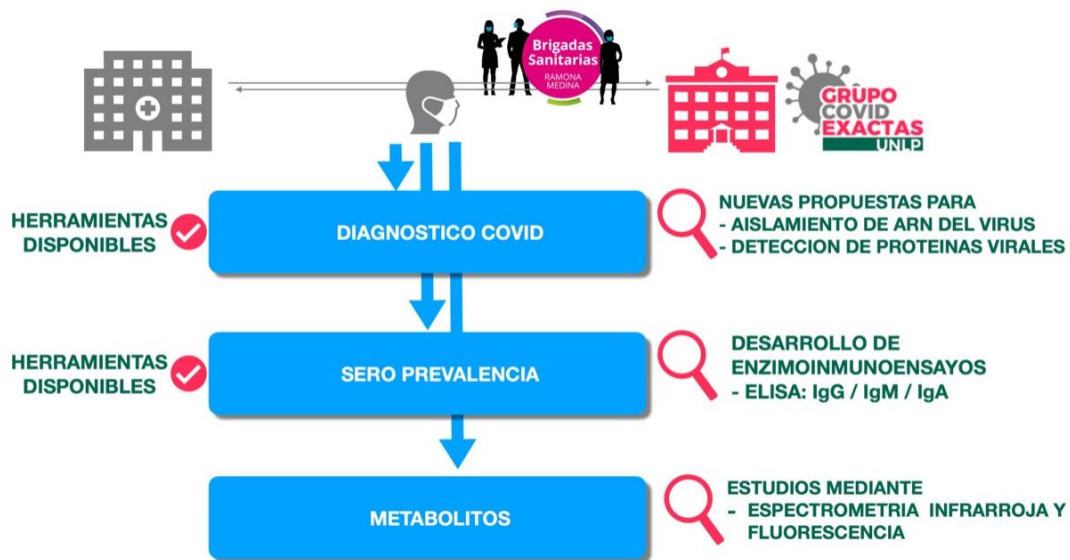 Brigadas
Sanitarias
RAMONA
MEDINA
GRUPO
COVID
EXACTAS
UNLP
HERRAMIENTAS
DISPONIBLES
DIAGNOSTICO COVID
NUEVAS PROPUESTAS PARA
- AISLAMIENTO DE ARN DEL VIRUS
- DETECCION DE PROTEINAS VIRALES
HERRAMIENTAS
DISPONIBLES
SERO PREVALENCIA
DESARROLLO DE
ENZIMOINMUNOENSAYOS
- ELISA: IgG / IgM / IgA
METABOLITOS
ESTUDIOS MEDIANTE
- ESPECTROMETRIA INFRARROJA Y
FLUORESCENCIA